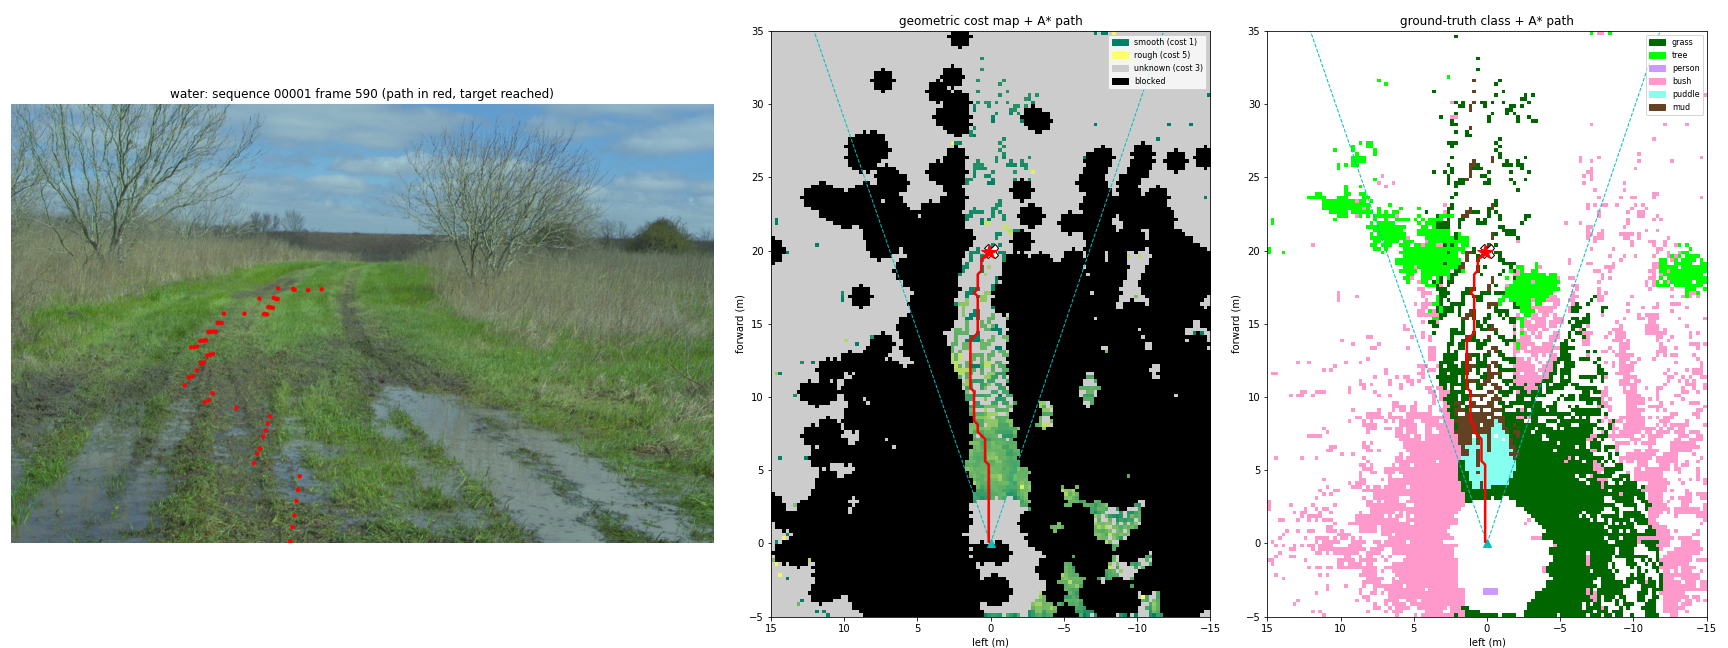 water: sequence 00001 frame 590 (path in red, target reached)
geometric cost map + A* path
smooth (cost 1)
rough (cost 5)
unknown (cost 3)
blocked
35
30
25
20
15
10
5
0
−5
forward (m)
15
10
5
0
−5
−10
−15
left (m)
ground-truth class + A* path
grass
tree
person
bush
puddle
mud
35
30
25
20
15
10
5
0
−5
forward (m)
15
10
5
0
−5
−10
−15
left (m)